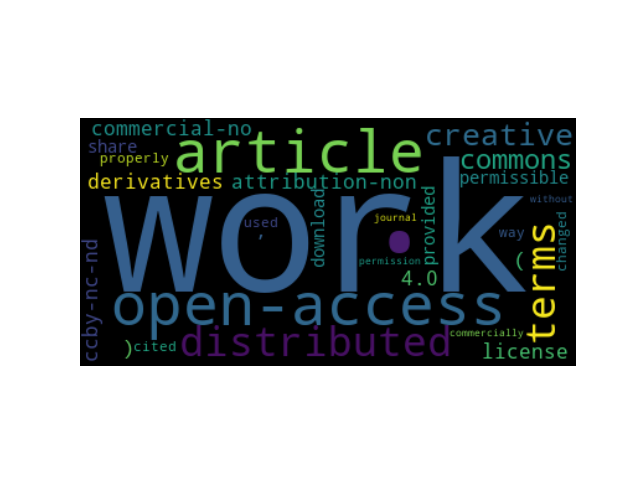 commercial-no
share
properly
article
creative
commons
derivatives
attribution-non
permissible
work
used
,
download
journal
.
provided
permission
without
way
changed
(
4.0
terms
ccby-nc-nd
open-access
distributed
commercially
)
cited
license